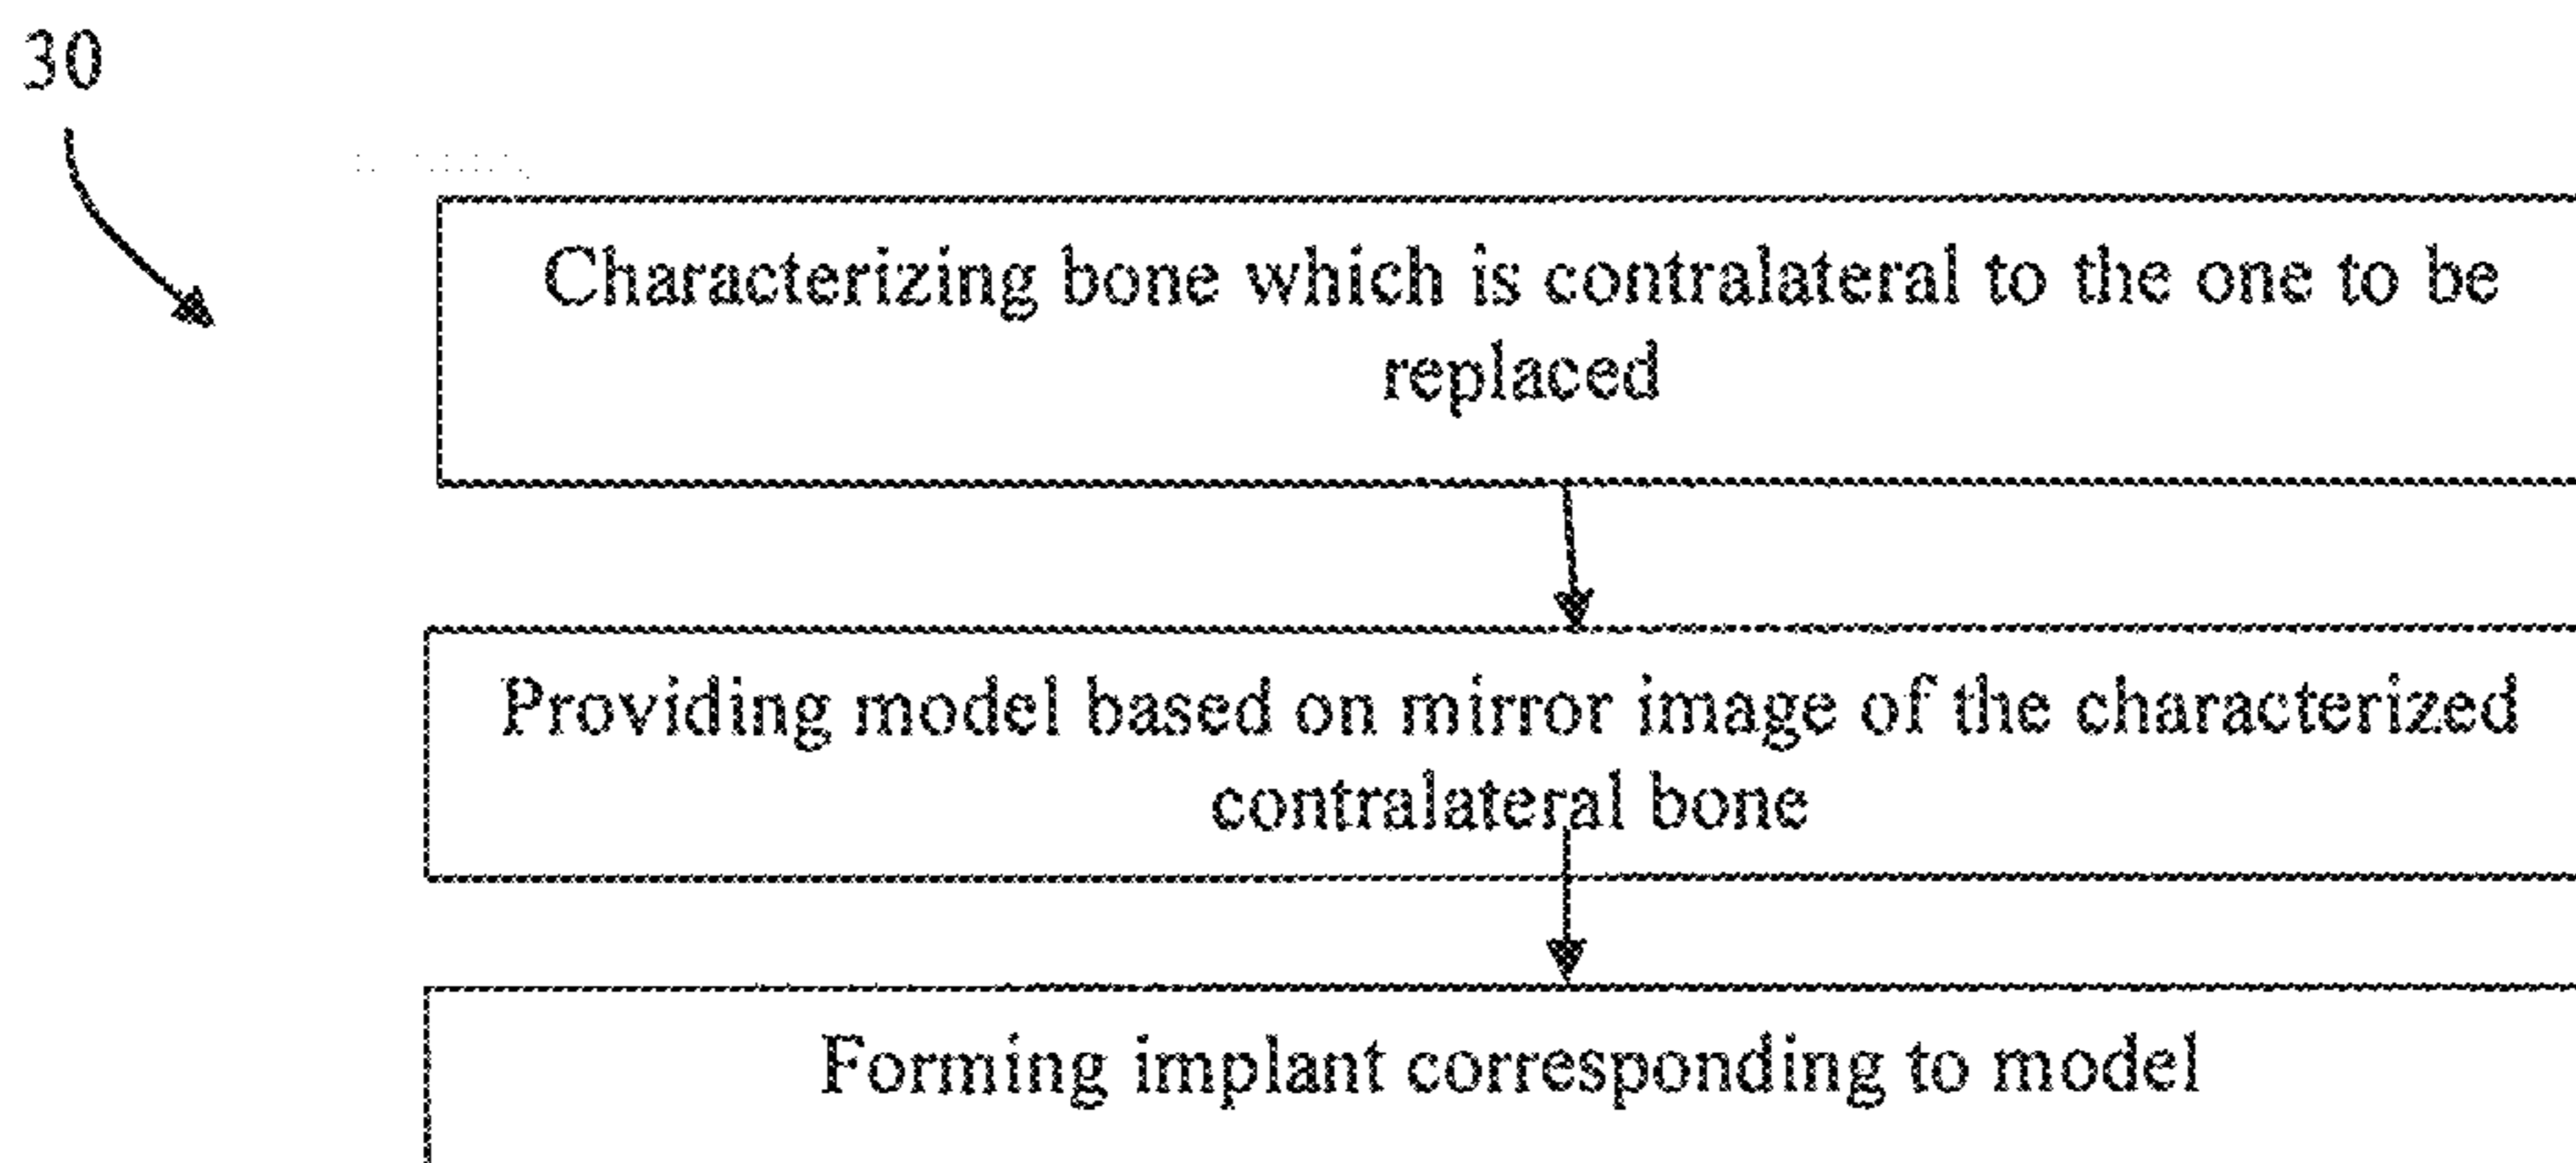 30
Characterizing bone which is contralateral to the one to be
replaced
Providing model based on mirror image of the characterized
contralateral bone
Forming implant corresponding to model